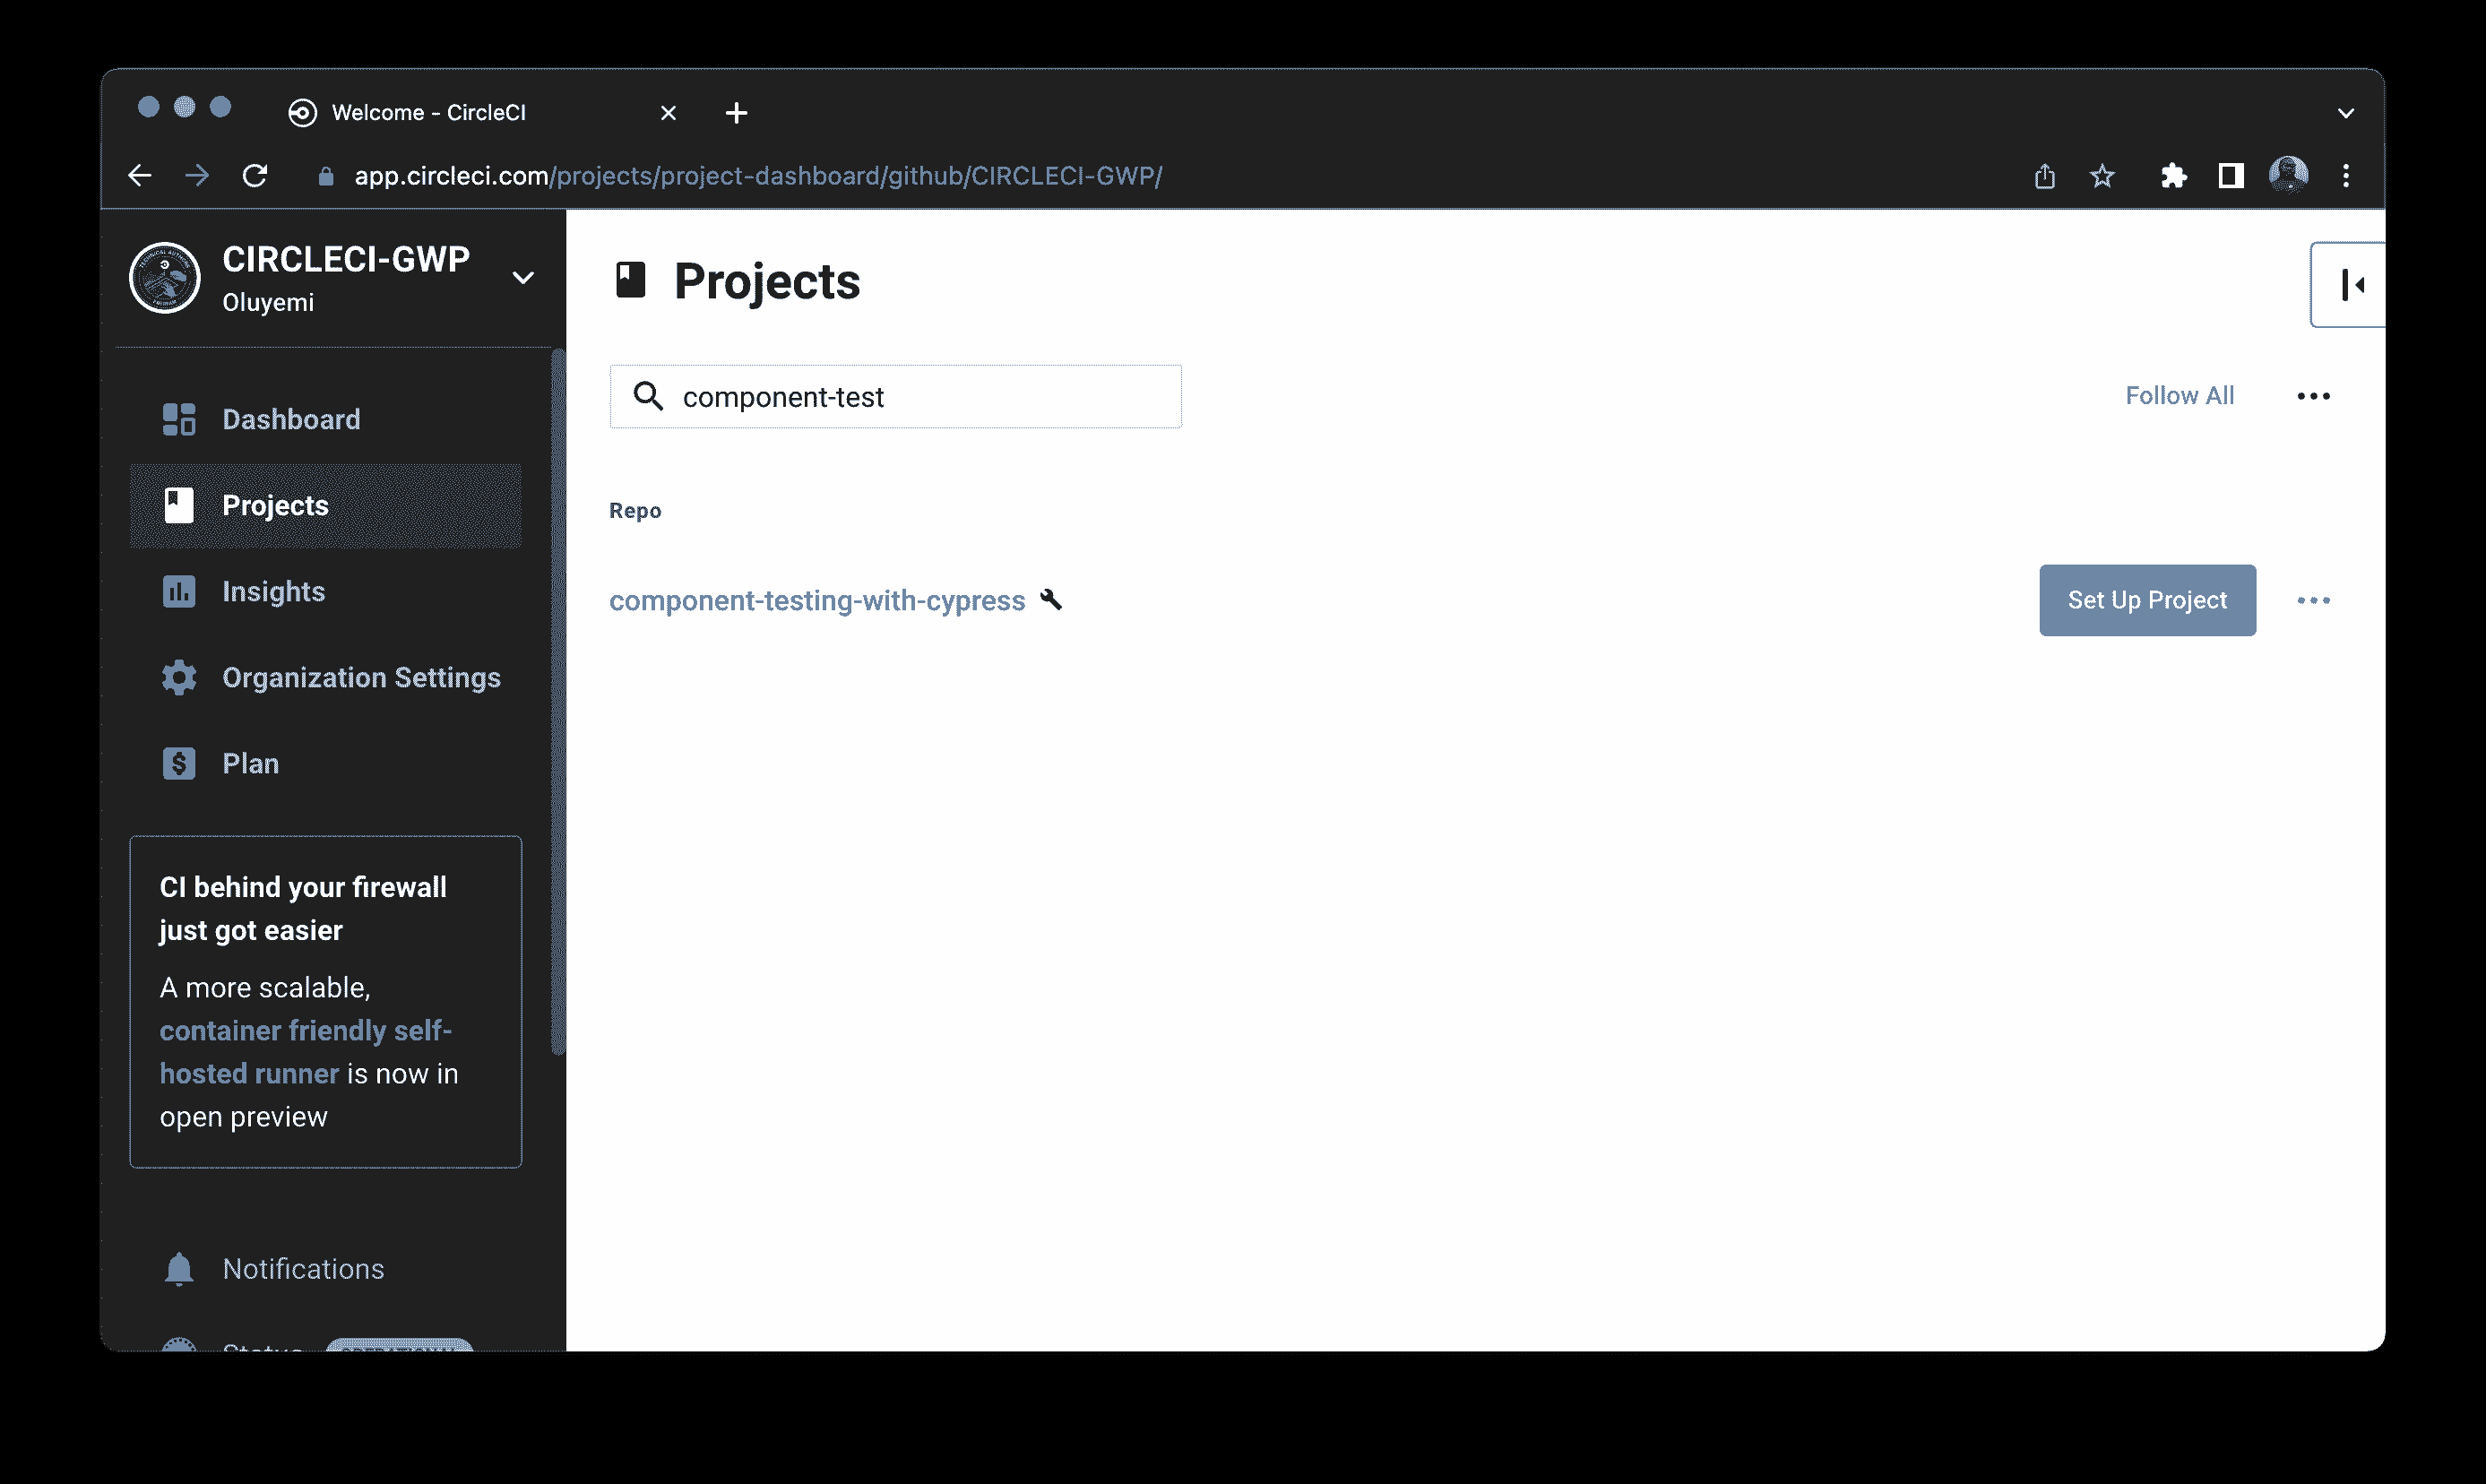 Welcome - CircleCI
app.circleci.com/projects/project-dashboard/github/CIRCLECI-GWP/
CIRCLECI-GWP
Oluyemi
Dashboard
Projects
Insights
Organization Settings
Plan
CI behind your firewall
just got easier
A more scalable,
container friendly self-
hosted runner is now in
open preview
Notifications
Status
Projects
component-test
Follow All
Repo
component-testing-with-cypress
Set Up Project